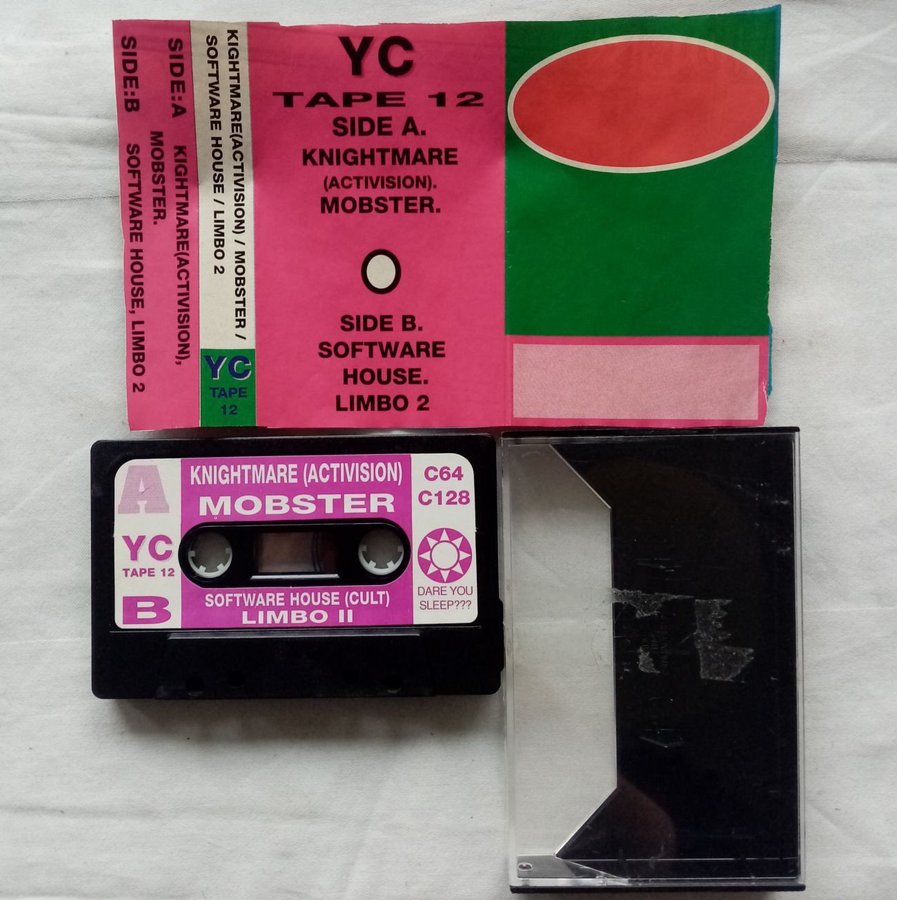 SIDE:B SOFTWARE HOUSE, LIMBO 2
SIDE:A KIGHTMARE(ACTIVISION),
MOBSTER.
KIGHTMARE(ACTIVISION) / MOBSTER /
SOFTWARE HOUSE / LIMBO 2
YC
TAPE
12
YC
TAPE 12
SIDE A.
KNIGHTMARE
(ACTIVISION).
MOBSTER.
SIDE B.
SOFTWARE
HOUSE.
LIMBO 2
A
KNIGHTMARE (ACTIVISION)
MOBSTER
C64
C128
YC
TAPE 12
B
SOFTWARE HOUSE (CULT)
LIMBO II
DARE YOU
SLEEP???